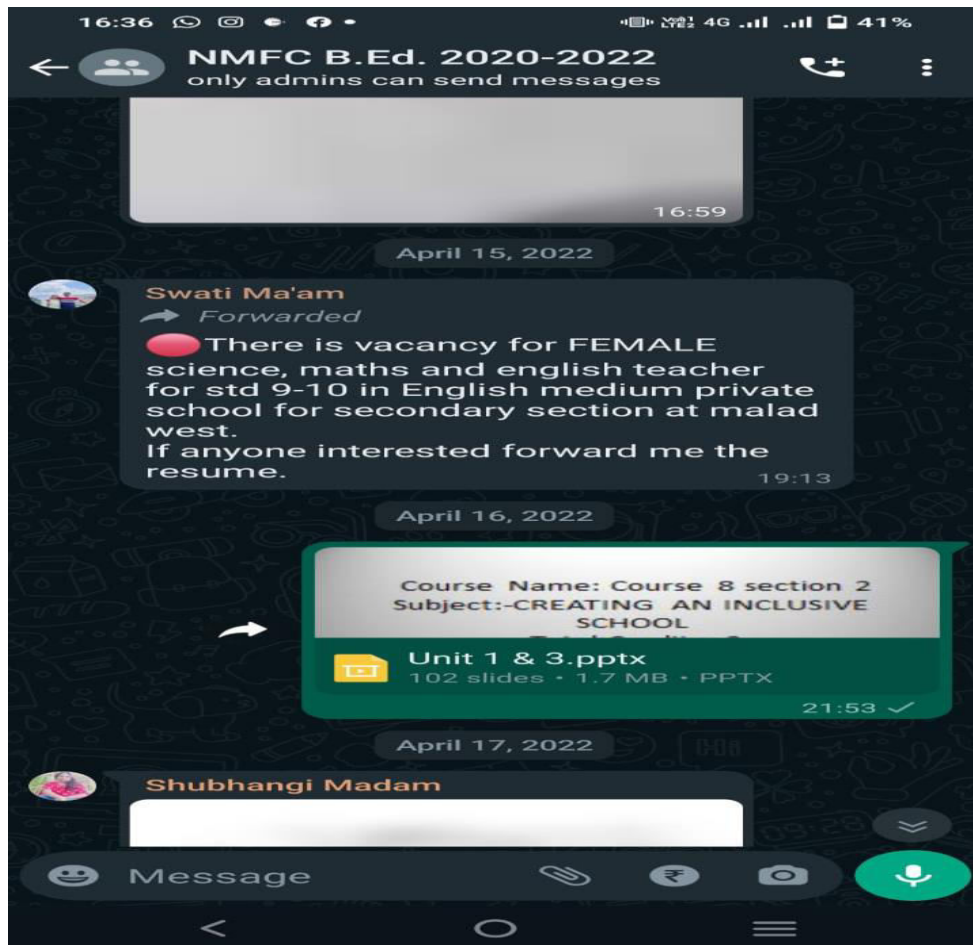 16:36 4G 41%
NMFC B.Ed. 2020-2022
only admins can send messages
16:59
April 15, 2022
Swati Ma'am
Forwarded
There is vacancy for FEMALE
science, maths and english teacher
for std 9-10 in English medium private
school for secondary section at malad
west.
If anyone interested forward me the
resume.
19:13
April 16, 2022
Course Name: Course 8 section 2
Subject:-CREATING AN INCLUSIVE
SCHOOL
Unit 1 & 3.pptx
102 slides • 1.7 MB • PPTX
21:53
April 17, 2022
Shubhangi Madam
Message